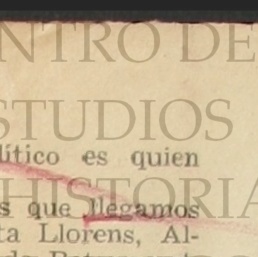 NTRO DE
STUDIOS
lítico es quien
HISTORIA
s que llegamos
ta Llorens, Al-